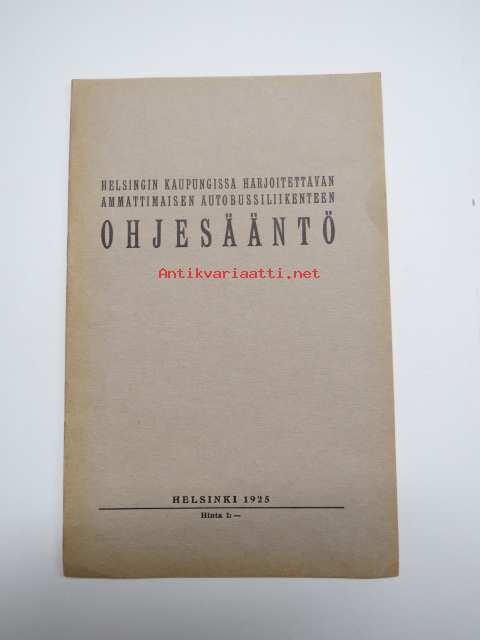 HELSINGIN KAUPUNGISSA HARJOITETTAVAN
AMMATTIMAISEN AUTOBUSSILIIKENTEEN
OHJESÄÄNTÖ
Antikvariaatti.net
HELSINKI 1925
Hinta 1: —